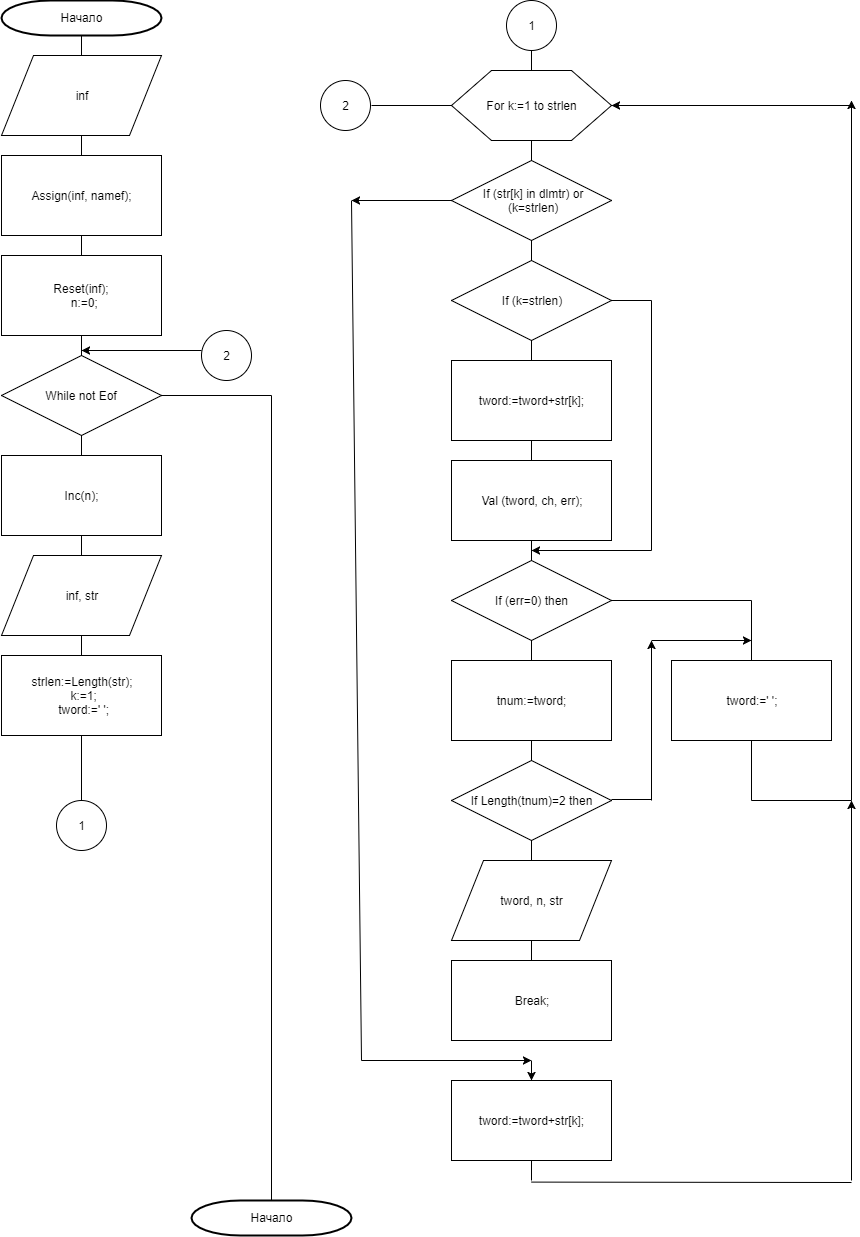 Начало
inf
Assign(inf, namef);
Reset(inf);
n:=0;
2
While not Eof
Inc(n);
inf, str
strlen:=Length(str);
k:=1;
tword:=' ';
1
Начало
1
2
For k:=1 to strlen
If (str[k] in dlmtr) or
(k=strlen)
If (k=strlen)
tword:=tword+str[k];
Val (tword, ch, err);
If (err=0) then
tnum:=tword;
tword:=' ';
If Length(tnum)=2 then
tword, n, str
Break;
tword:=tword+str[k];